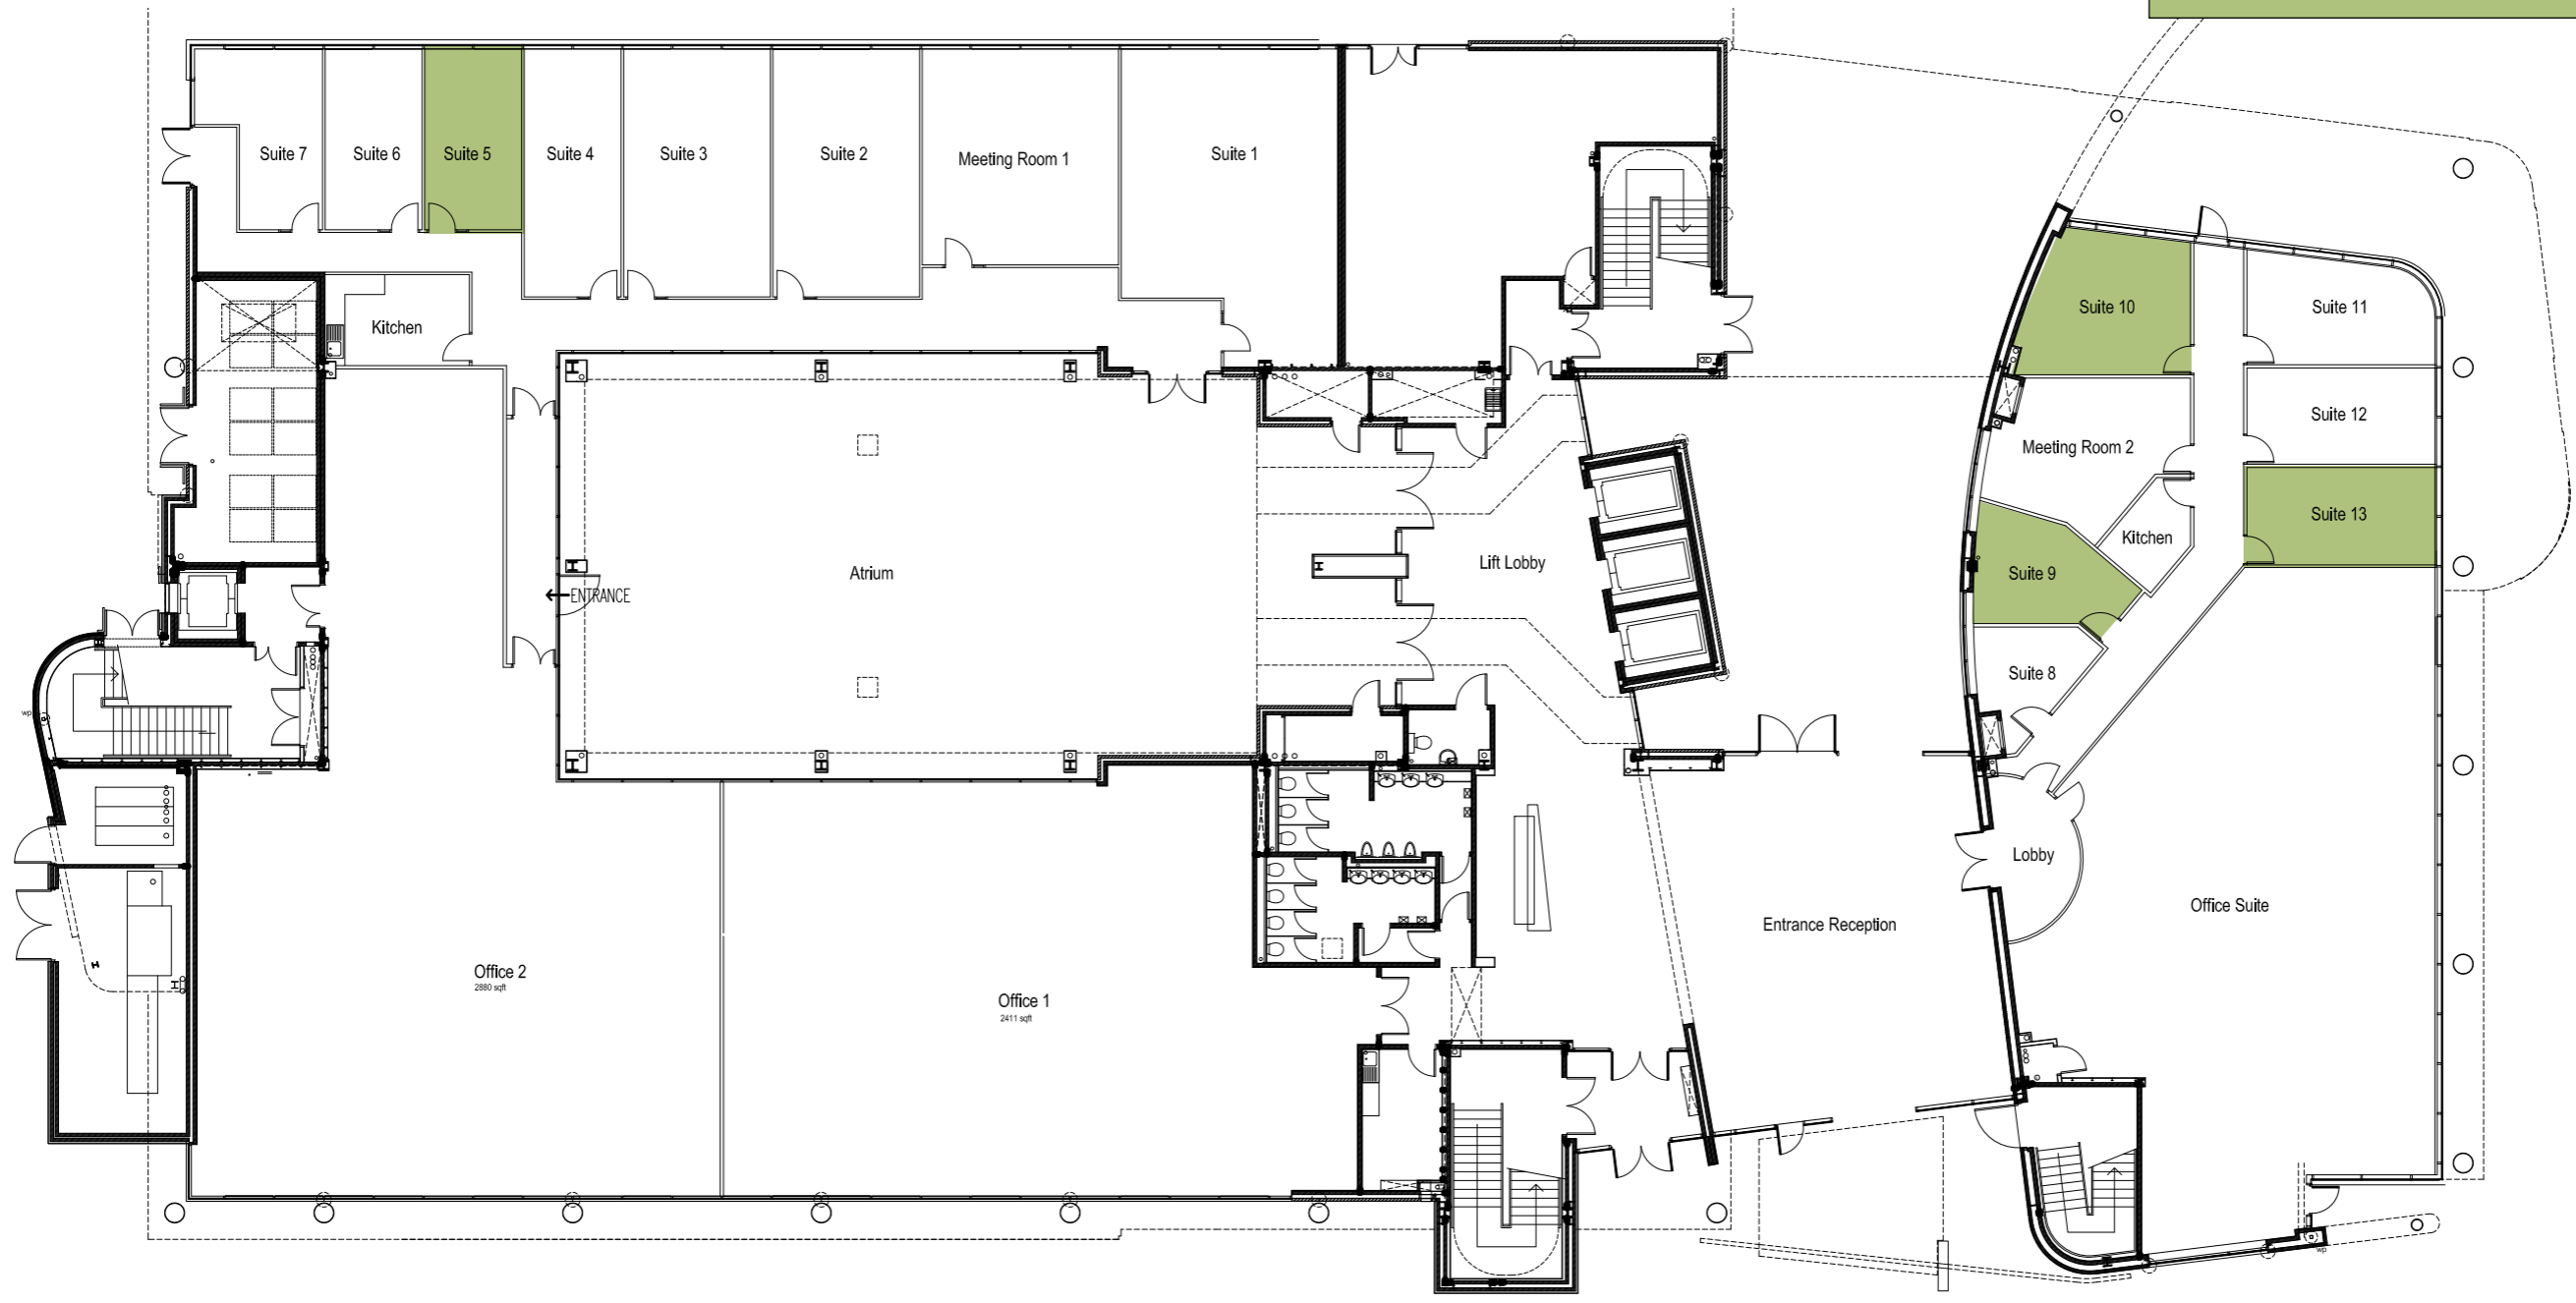 Suite 7
Suite 6
Suite 5
Suite 4
Suite 3
Suite 2
Meeting Room 1
Suite 1
Kitchen
Suite 10
Suite 11
Suite 12
Meeting Room 2
Suite 13
Kitchen
Suite 9
Suite 8
Atrium
ENTRANCE
Lift Lobby
wp
Lobby
Office Suite
Entrance Reception
Office 2
2880 sqft
Office 1
2411 sqft
wp